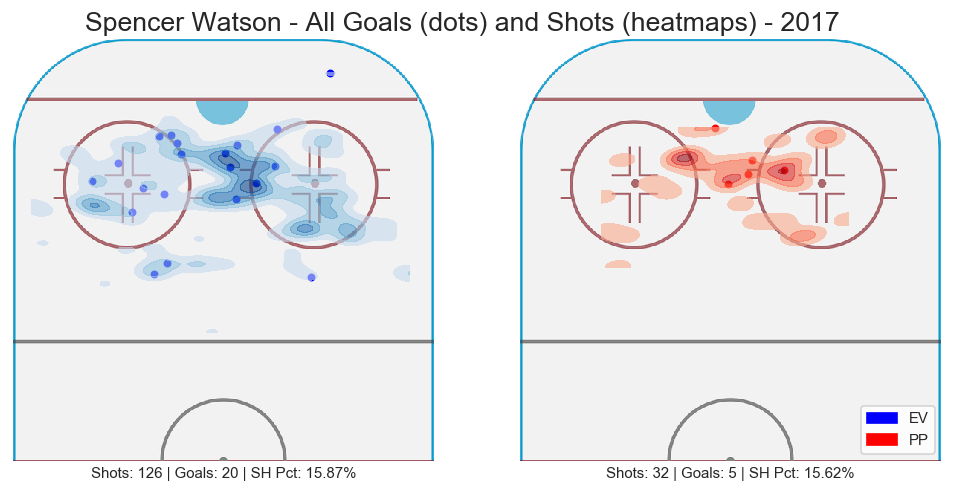 Spencer Watson - All Goals (dots) and Shots (heatmaps) - 2017
EV
PP
Shots: 126 | Goals: 20 | SH Pct: 15.87%
Shots: 32 | Goals: 5 | SH Pct: 15.62%